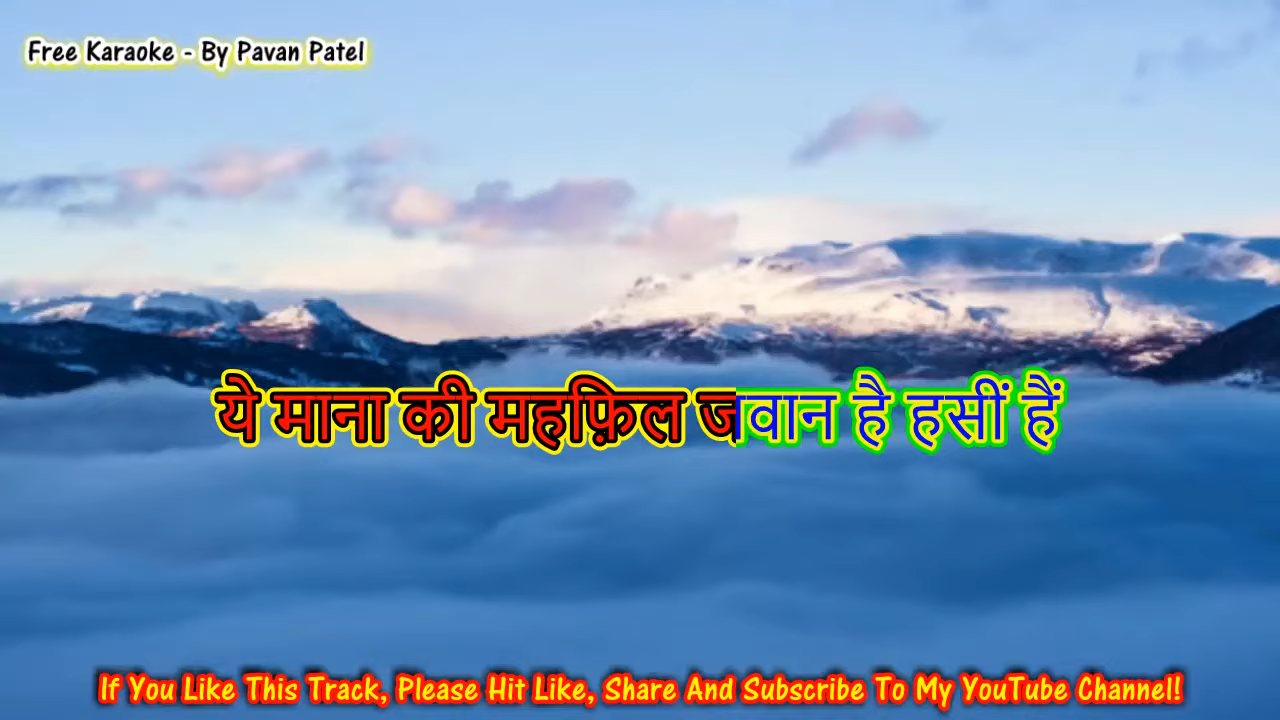 Free Karaoke - By Pavan Patel
ये माना की महफ़िल जवान है हसीं हैं
If You Like This Track, Please Hit Like, Share And Subscribe To My YouTube Channel!